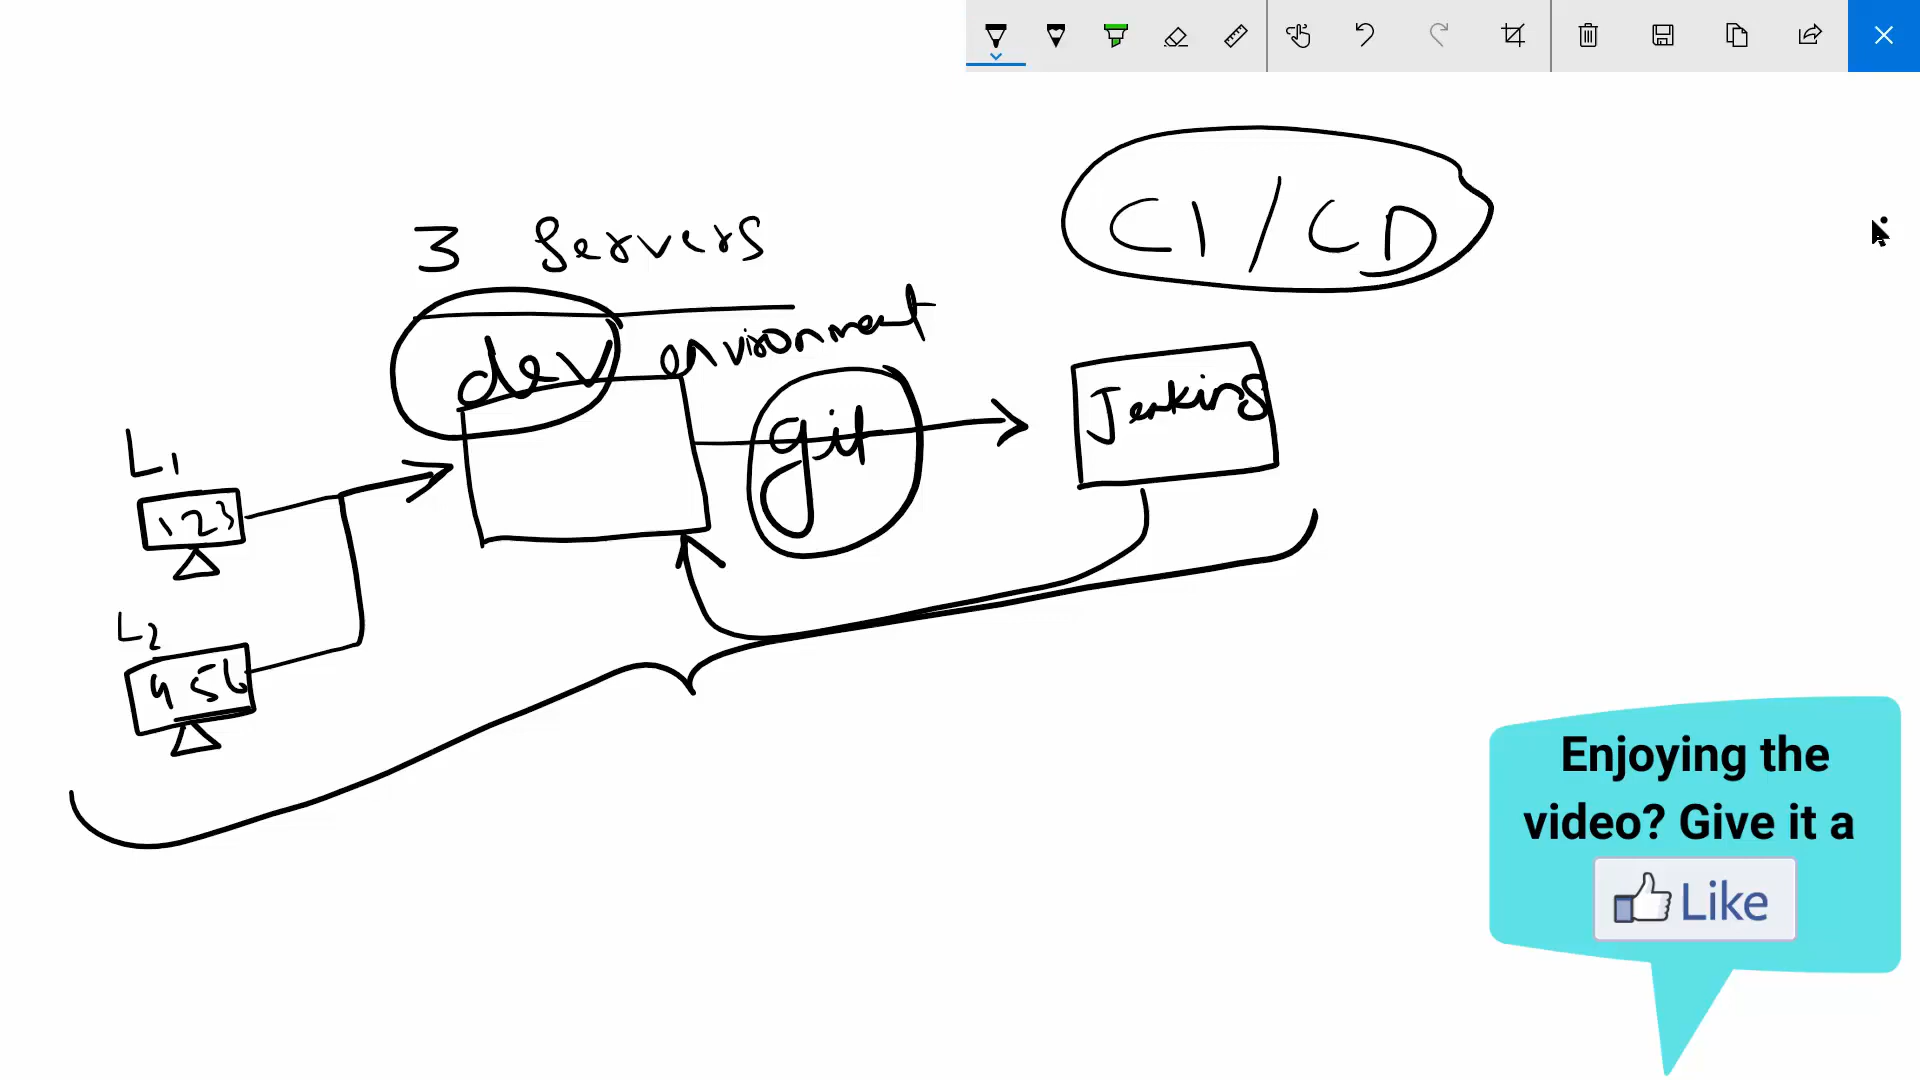 CI/CD
3 Servers
dev environment
git
Jenkins
L1
123
L2
456
Enjoying the
video? Give it a
Like